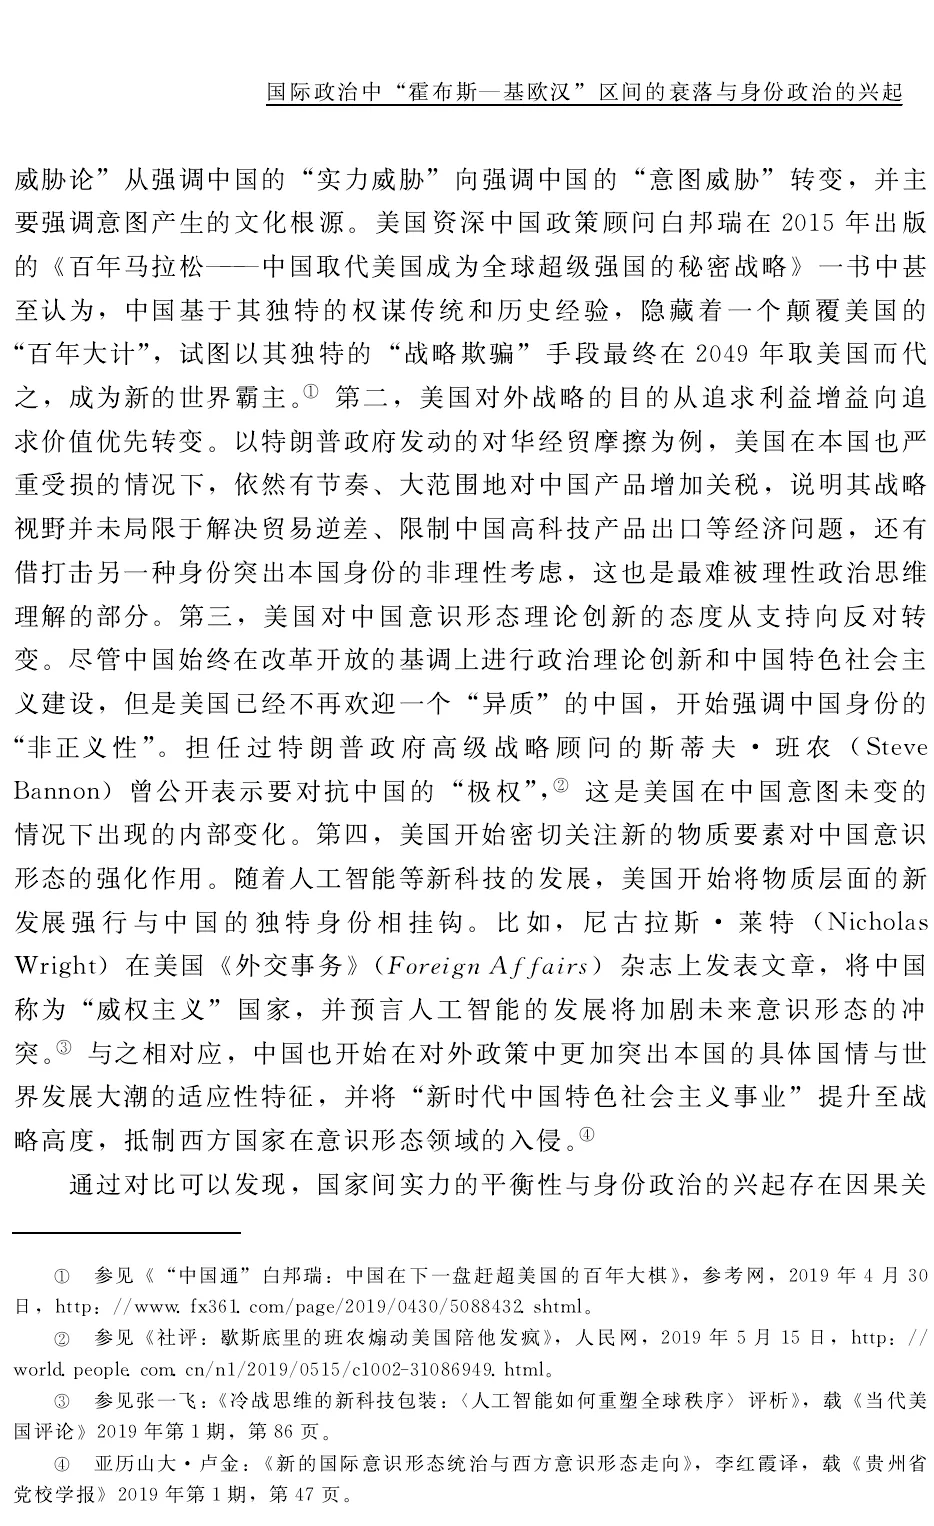 国际政治中“霍布斯—基欧汉”区间的衰落与身份政治的兴起
威胁论”从强调中国的“实力威胁”向强调中国的“意图威胁”转变，并主
要强调意图产生的文化根源。美国资深中国政策顾问白邦瑞在 2015 年出版
的《百年马拉松——中国取代美国成为全球超级强国的秘密战略》一书中甚
至认为，中国基于其独特的权谋传统和历史经验，隐藏着一个颠覆美国的
“百年大计”，试图以其独特的“战略欺骗”手段最终在 2049 年取美国而代
之，成为新的世界霸主。① 第二，美国对外战略的目的从追求利益增益向追
求价值优先转变。以特朗普政府发动的对华经贸摩擦为例，美国在本国也严
重受损的情况下，依然有节奏、大范围地对中国产品增加关税，说明其战略
视野并未局限于解决贸易逆差、限制中国高科技产品出口等经济问题，还有
借打击另一种身份突出本国身份的非理性考虑，这也是最难被理性政治思维
理解的部分。第三，美国对中国意识形态理论创新的态度从支持向反对转
变。尽管中国始终在改革开放的基调上进行政治理论创新和中国特色社会主
义建设，但是美国已经不再欢迎一个“异质”的中国，开始强调中国身份的
“非正义性”。担任过特朗普政府高级战略顾问的斯蒂夫·班农（Steve
Bannon）曾公开表示要对抗中国的“极权”，② 这是美国在中国意图未变的
情况下出现的内部变化。第四，美国开始密切关注新的物质要素对中国意识
形态的强化作用。随着人工智能等新科技的发展，美国开始将物质层面的新
发展强行与中国的独特身份相挂钩。比如，尼古拉斯·莱特（Nicholas
Wright）在美国《外交事务》（Foreign Affairs）杂志上发表文章，将中国
称为“威权主义”国家，并预言人工智能的发展将加剧未来意识形态的冲
突。③ 与之相对应，中国也开始在对外政策中更加突出本国的具体国情与世
界发展大潮的适应性特征，并将“新时代中国特色社会主义事业”提升至战
略高度，抵制西方国家在意识形态领域的入侵。④
通过对比可以发现，国家间实力的平衡性与身份政治的兴起存在因果关
① 参见《“中国通”白邦瑞：中国在下一盘赶超美国的百年大棋》，参考网，2019 年 4 月 30
日，http：//www. fx361. com/page/2019/0430/5088432. shtml。
② 参见《社评：歇斯底里的班农煽动美国陪他发疯》，人民网，2019 年 5 月 15 日，http：//
world. people. com. cn/n1/2019/0515/c1002-31086949. html。
③ 参见张一飞：《冷战思维的新科技包装：〈人工智能如何重塑全球秩序〉评析》，载《当代美
国评论》2019 年第 1 期，第 86 页。
④ 亚历山大·卢金：《新的国际意识形态统治与西方意识形态走向》，李红霞译，载《贵州省
党校学报》2019 年第 1 期，第 47 页。